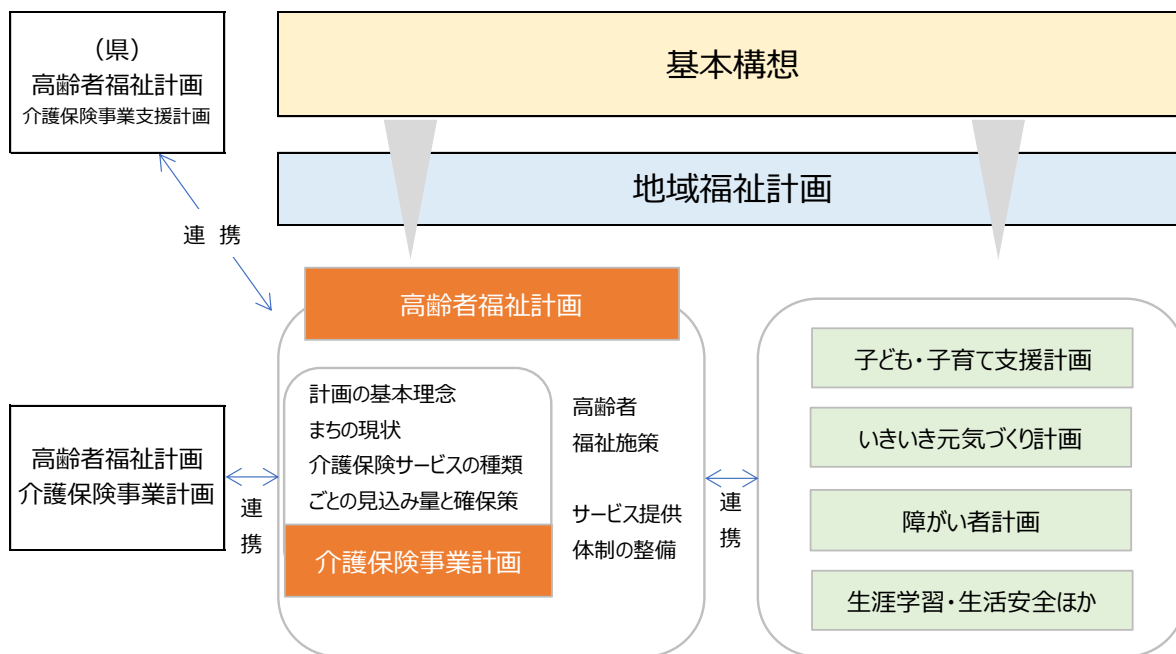 (県)
高齢者福祉計画
介護保険事業支援計画
基本構想
地域福祉計画
連 携
高齢者福祉計画
計画の基本理念
まちの現状
介護保険サービスの種類
ごとの見込み量と確保策
介護保険事業計画
高齢者
福祉施策
サービス提供
体制の整備
高齢者福祉計画
介護保険事業計画
連
携
連
携
子ども・子育て支援計画
いきいき元気づくり計画
障がい者計画
生涯学習・生活安全ほか